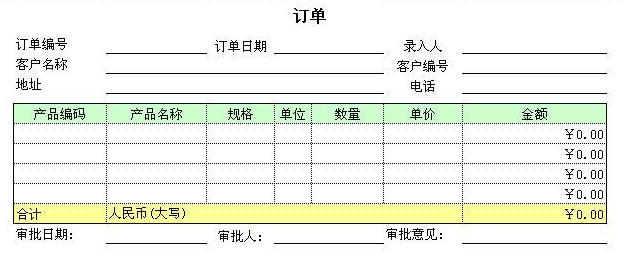 订单
订单编号 订单日期 录入人
客户名称 客户编号
地址 电话
产品编码 产品名称 规格 单位 数量 单价 金额
¥0.00
¥0.00
¥0.00
¥0.00
合计 人民币(大写) ¥0.00
审批日期： 审批人： 审批意见：